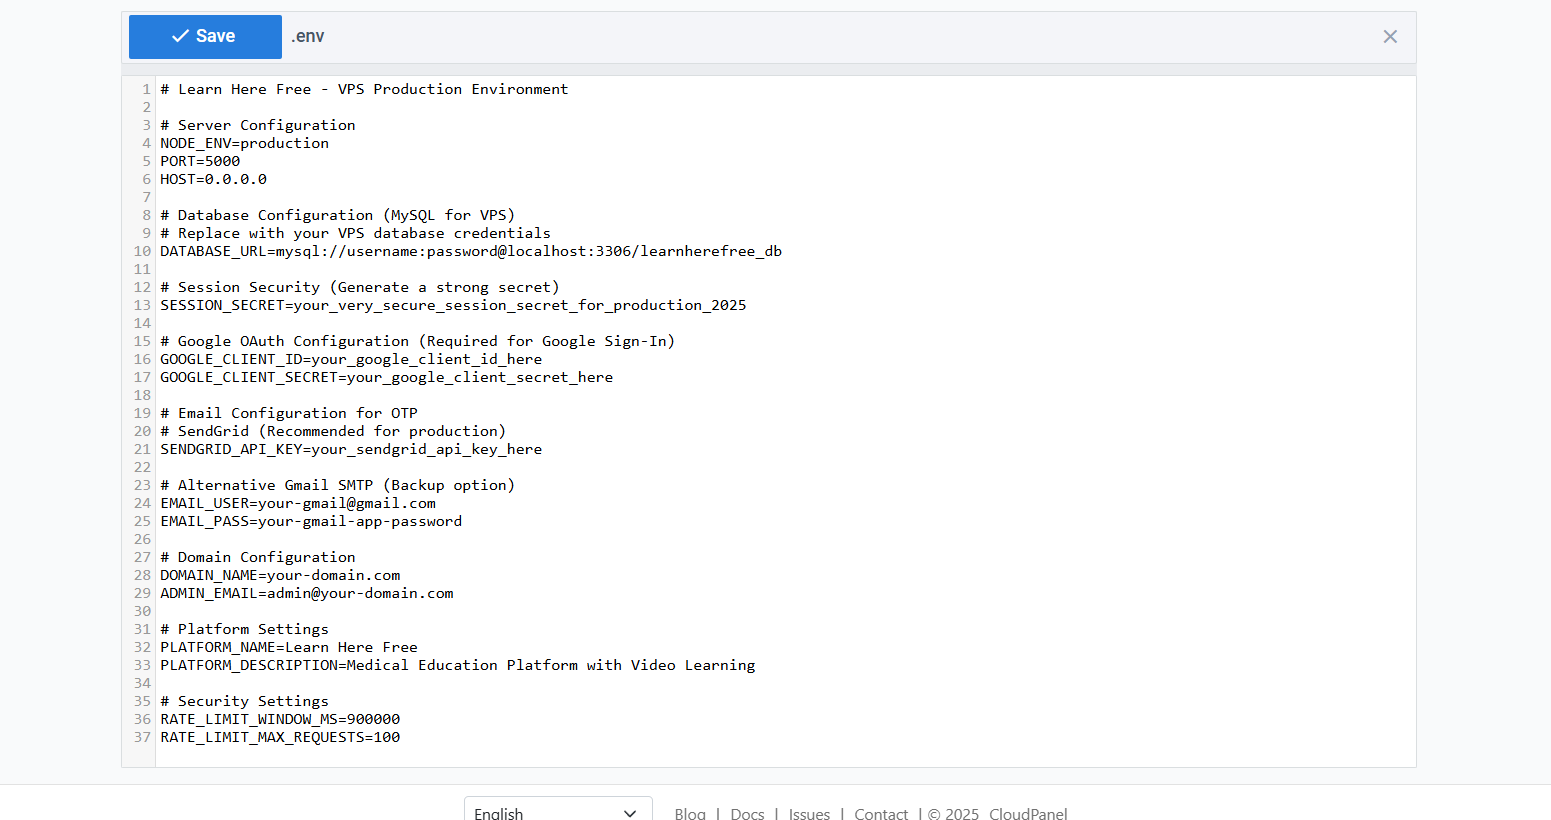 Save .env
1 # Learn Here Free - VPS Production Environment
2
3 # Server Configuration
4 NODE_ENV=production
5 PORT=5000
6 HOST=0.0.0.0
7
8 # Database Configuration (MySQL for VPS)
9 # Replace with your VPS database credentials
10 DATABASE_URL=mysql://username:password@localhost:3306/learnherefree_db
11
12 # Session Security (Generate a strong secret)
13 SESSION_SECRET=your_very_secure_session_secret_for_production_2025
14
15 # Google OAuth Configuration (Required for Google Sign-In)
16 GOOGLE_CLIENT_ID=your_google_client_id_here
17 GOOGLE_CLIENT_SECRET=your_google_client_secret_here
18
19 # Email Configuration for OTP
20 # SendGrid (Recommended for production)
21 SENDGRID_API_KEY=your_sendgrid_api_key_here
22
23 # Alternative Gmail SMTP (Backup option)
24 EMAIL_USER=your-gmail@gmail.com
25 EMAIL_PASS=your-gmail-app-password
26
27 # Domain Configuration
28 DOMAIN_NAME=your-domain.com
29 ADMIN_EMAIL=admin@your-domain.com
30
31 # Platform Settings
32 PLATFORM_NAME=Learn Here Free
33 PLATFORM_DESCRIPTION=Medical Education Platform with Video Learning
34
35 # Security Settings
36 RATE_LIMIT_WINDOW_MS=900000
37 RATE_LIMIT_MAX_REQUESTS=100
English Blog | Docs | Issues | Contact | © 2025 CloudPanel